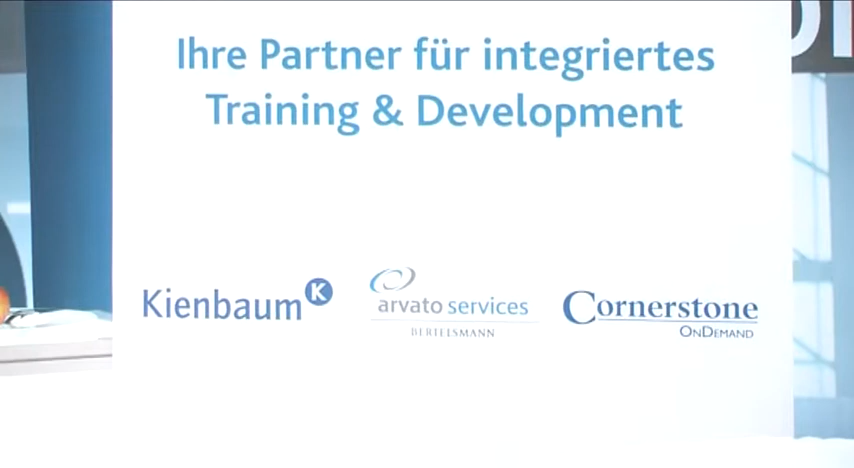 Ihre Partner für integriertes
Training & Development
Kienbaum K
arvato services
BERTELSMANN
Cornerstone
OnDemand